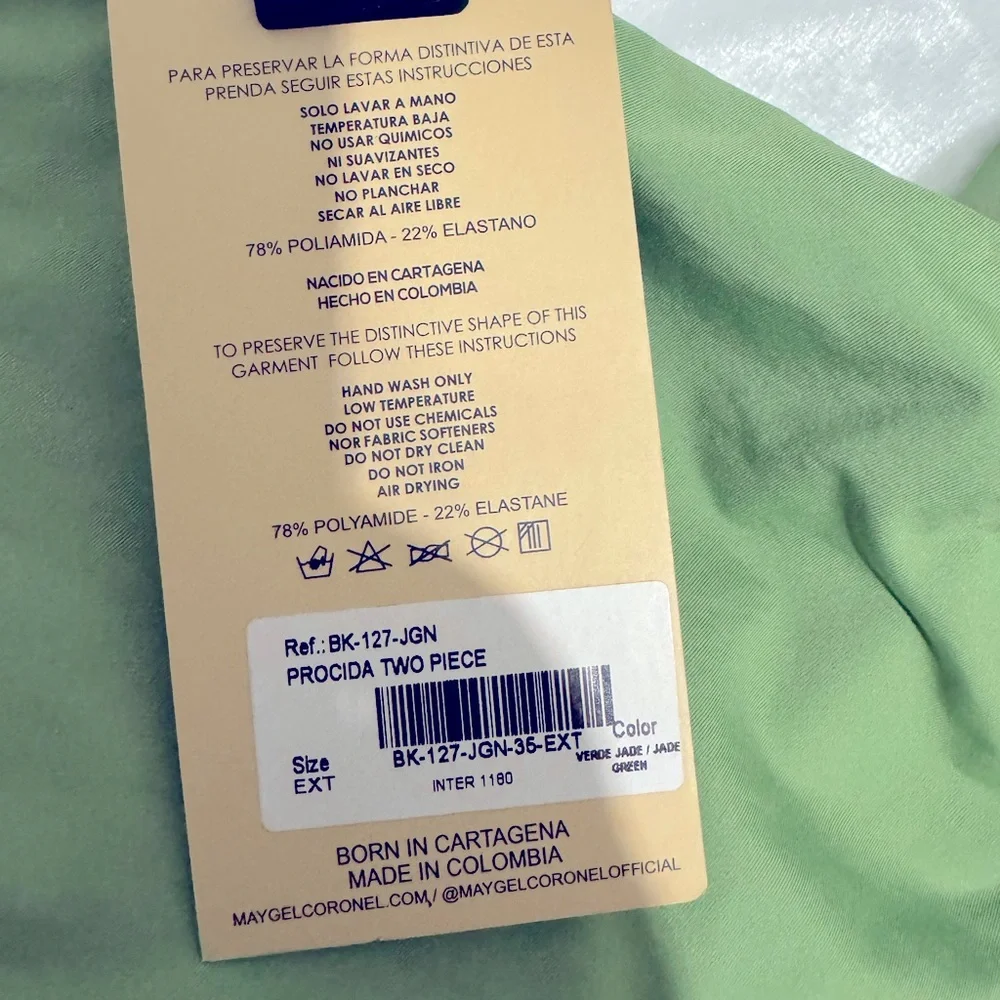 PARA PRESERVAR LA FORMA DISTINTIVA DE ESTA
PRENDA SEGUIR ESTAS INSTRUCCIONES
SOLO LAVAR A MANO
TEMPERATURA BAJA
NO USAR QUIMICOS
NI SUAVIZANTES
NO LAVAR EN SECO
NO PLANCHAR
SECAR AL AIRE LIBRE
78% POLIAMIDA - 22% ELASTANO
NACIDO EN CARTAGENA
HECHO EN COLOMBIA
TO PRESERVE THE DISTINCTIVE SHAPE OF THIS
GARMENT FOLLOW THESE INSTRUCTIONS
HAND WASH ONLY
LOW TEMPERATURE
DO NOT USE CHEMICALS
NOR FABRIC SOFTENERS
DO NOT DRY CLEAN
DO NOT IRON
AIR DRYING
78% POLYAMIDE - 22% ELASTANE
Ref.: BK-127-JGN
PROCIDA TWO PIECE
BK-127-JGN-35-EXT
Color
VERDE JADE / JADE
GREEN
Size
EXT
INTER 1180
BORN IN CARTAGENA
MADE IN COLOMBIA
MAYGELCORONEL.COM / @MAYGELCORONELOFFICIAL